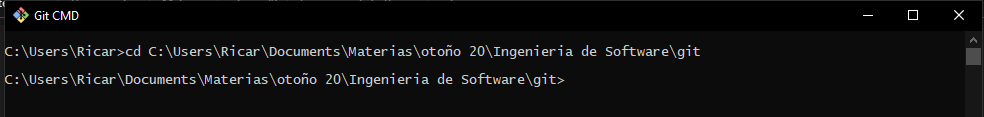 Git CMD
C:\Users\Ricar>cd C:\Users\Ricar\Documents\Materias\otoño 20\Ingenieria de Software\git
C:\Users\Ricar\Documents\Materias\otoño 20\Ingenieria de Software\git>